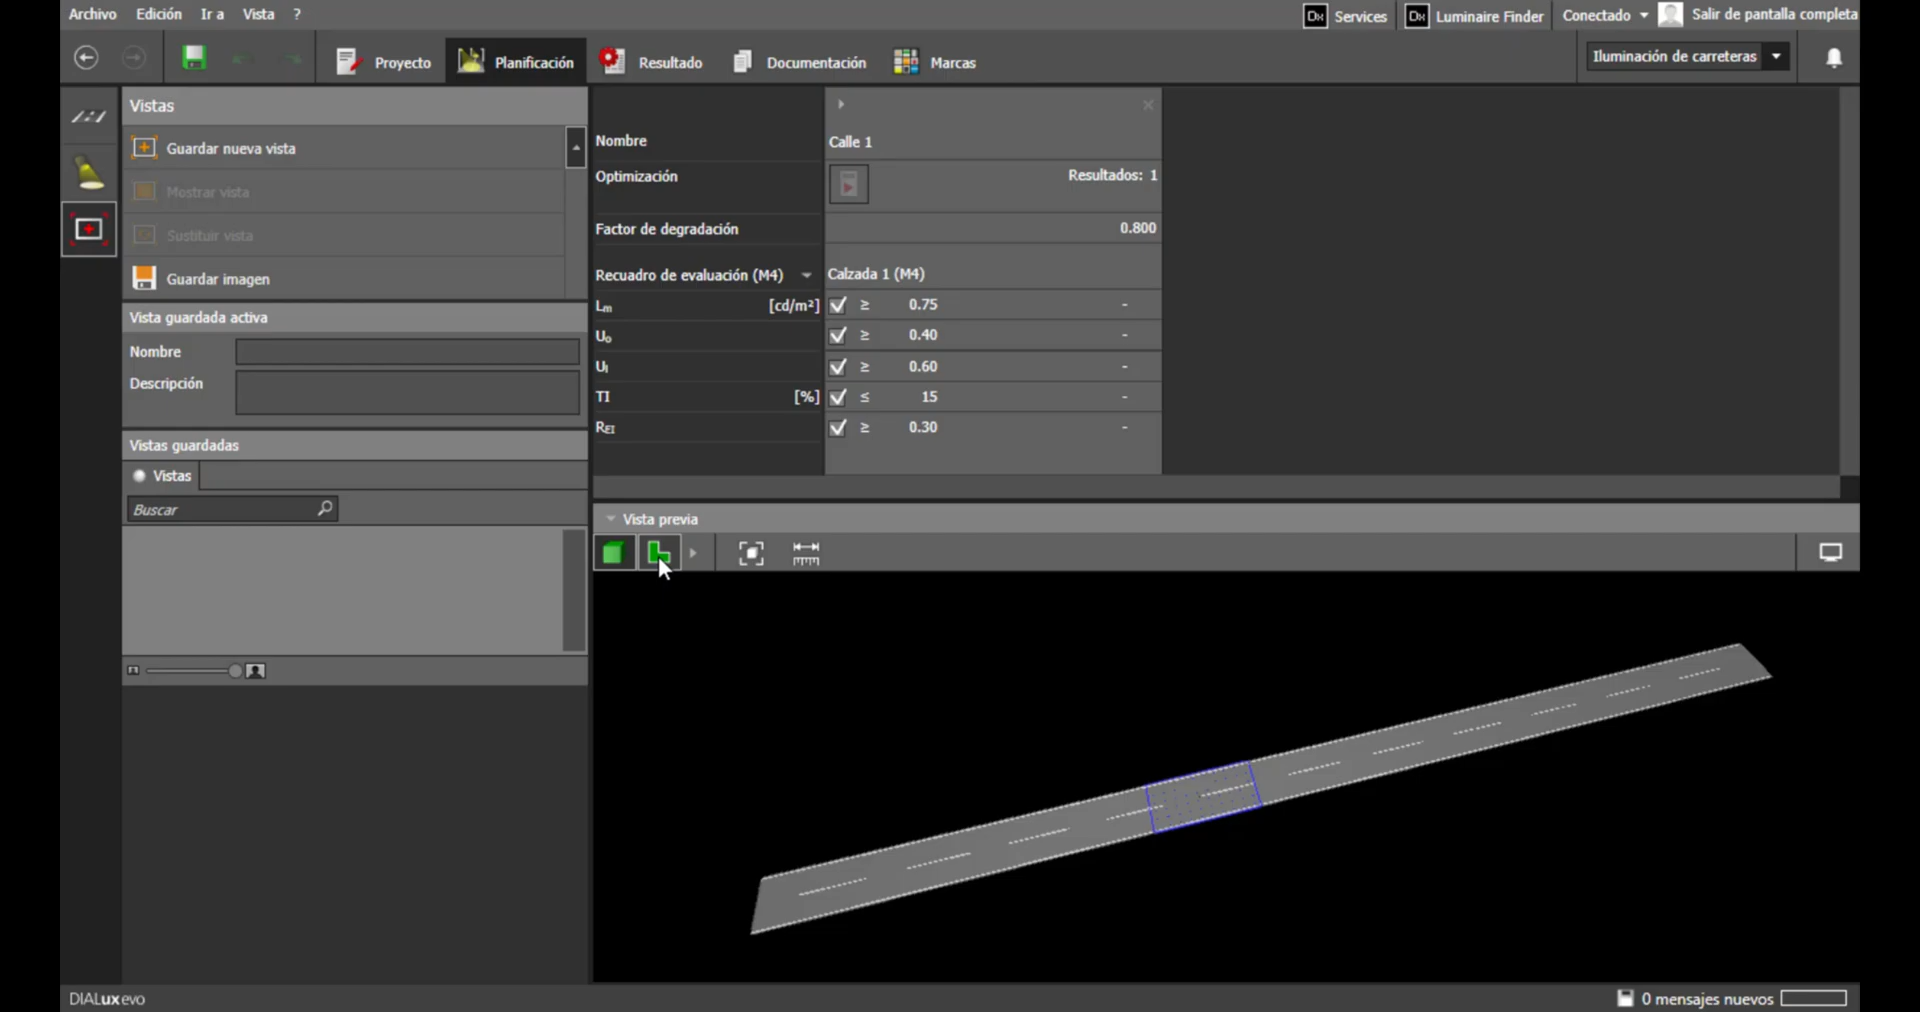 Archivo Edición Ir a Vista ?
DX Services DX Luminaire Finder Conectado Salir de pantalla completa
Proyecto Planificación Resultado Documentación Marcas
Iluminación de carreteras
Vistas
Guardar nueva vista
Mostrar vista
Sustituir vista
Guardar imagen
Vista guardada activa
Nombre
Descripción
Vistas guardadas
Vistas
Buscar
Nombre Calle 1
Optimización Resultados: 1
Factor de degradación 0.800
Recuadro de evaluación (M4) Calzada 1 (M4)
Lm [cd/m²] ≥ 0.75 -
Uo ≥ 0.40 -
Ul ≥ 0.60 -
TI [%] ≤ 15 -
REI ≥ 0.30 -
Vista previa
DIALux evo
0 mensajes nuevos